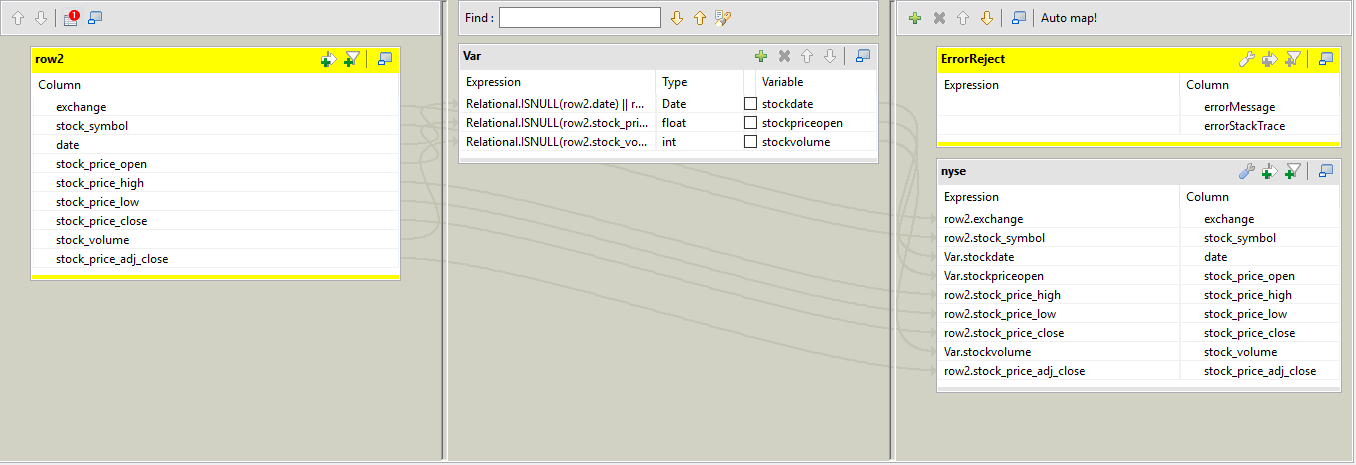 1
row2
Column
exchange
stock_symbol
date
stock_price_open
stock_price_high
stock_price_low
stock_price_close
stock_volume
stock_price_adj_close
Find :
Var
Expression Type Variable
Relational.ISNULL(row2.date) || r... Date stockdate
Relational.ISNULL(row2.stock_pri... float stockpriceopen
Relational.ISNULL(row2.stock_vo... int stockvolume
Auto map!
ErrorReject
Expression Column
errorMessage
errorStackTrace
nyse
Expression Column
row2.exchange exchange
row2.stock_symbol stock_symbol
Var.stockdate date
Var.stockpriceopen stock_price_open
row2.stock_price_high stock_price_high
row2.stock_price_low stock_price_low
row2.stock_price_close stock_price_close
Var.stockvolume stock_volume
row2.stock_price_adj_close stock_price_adj_close